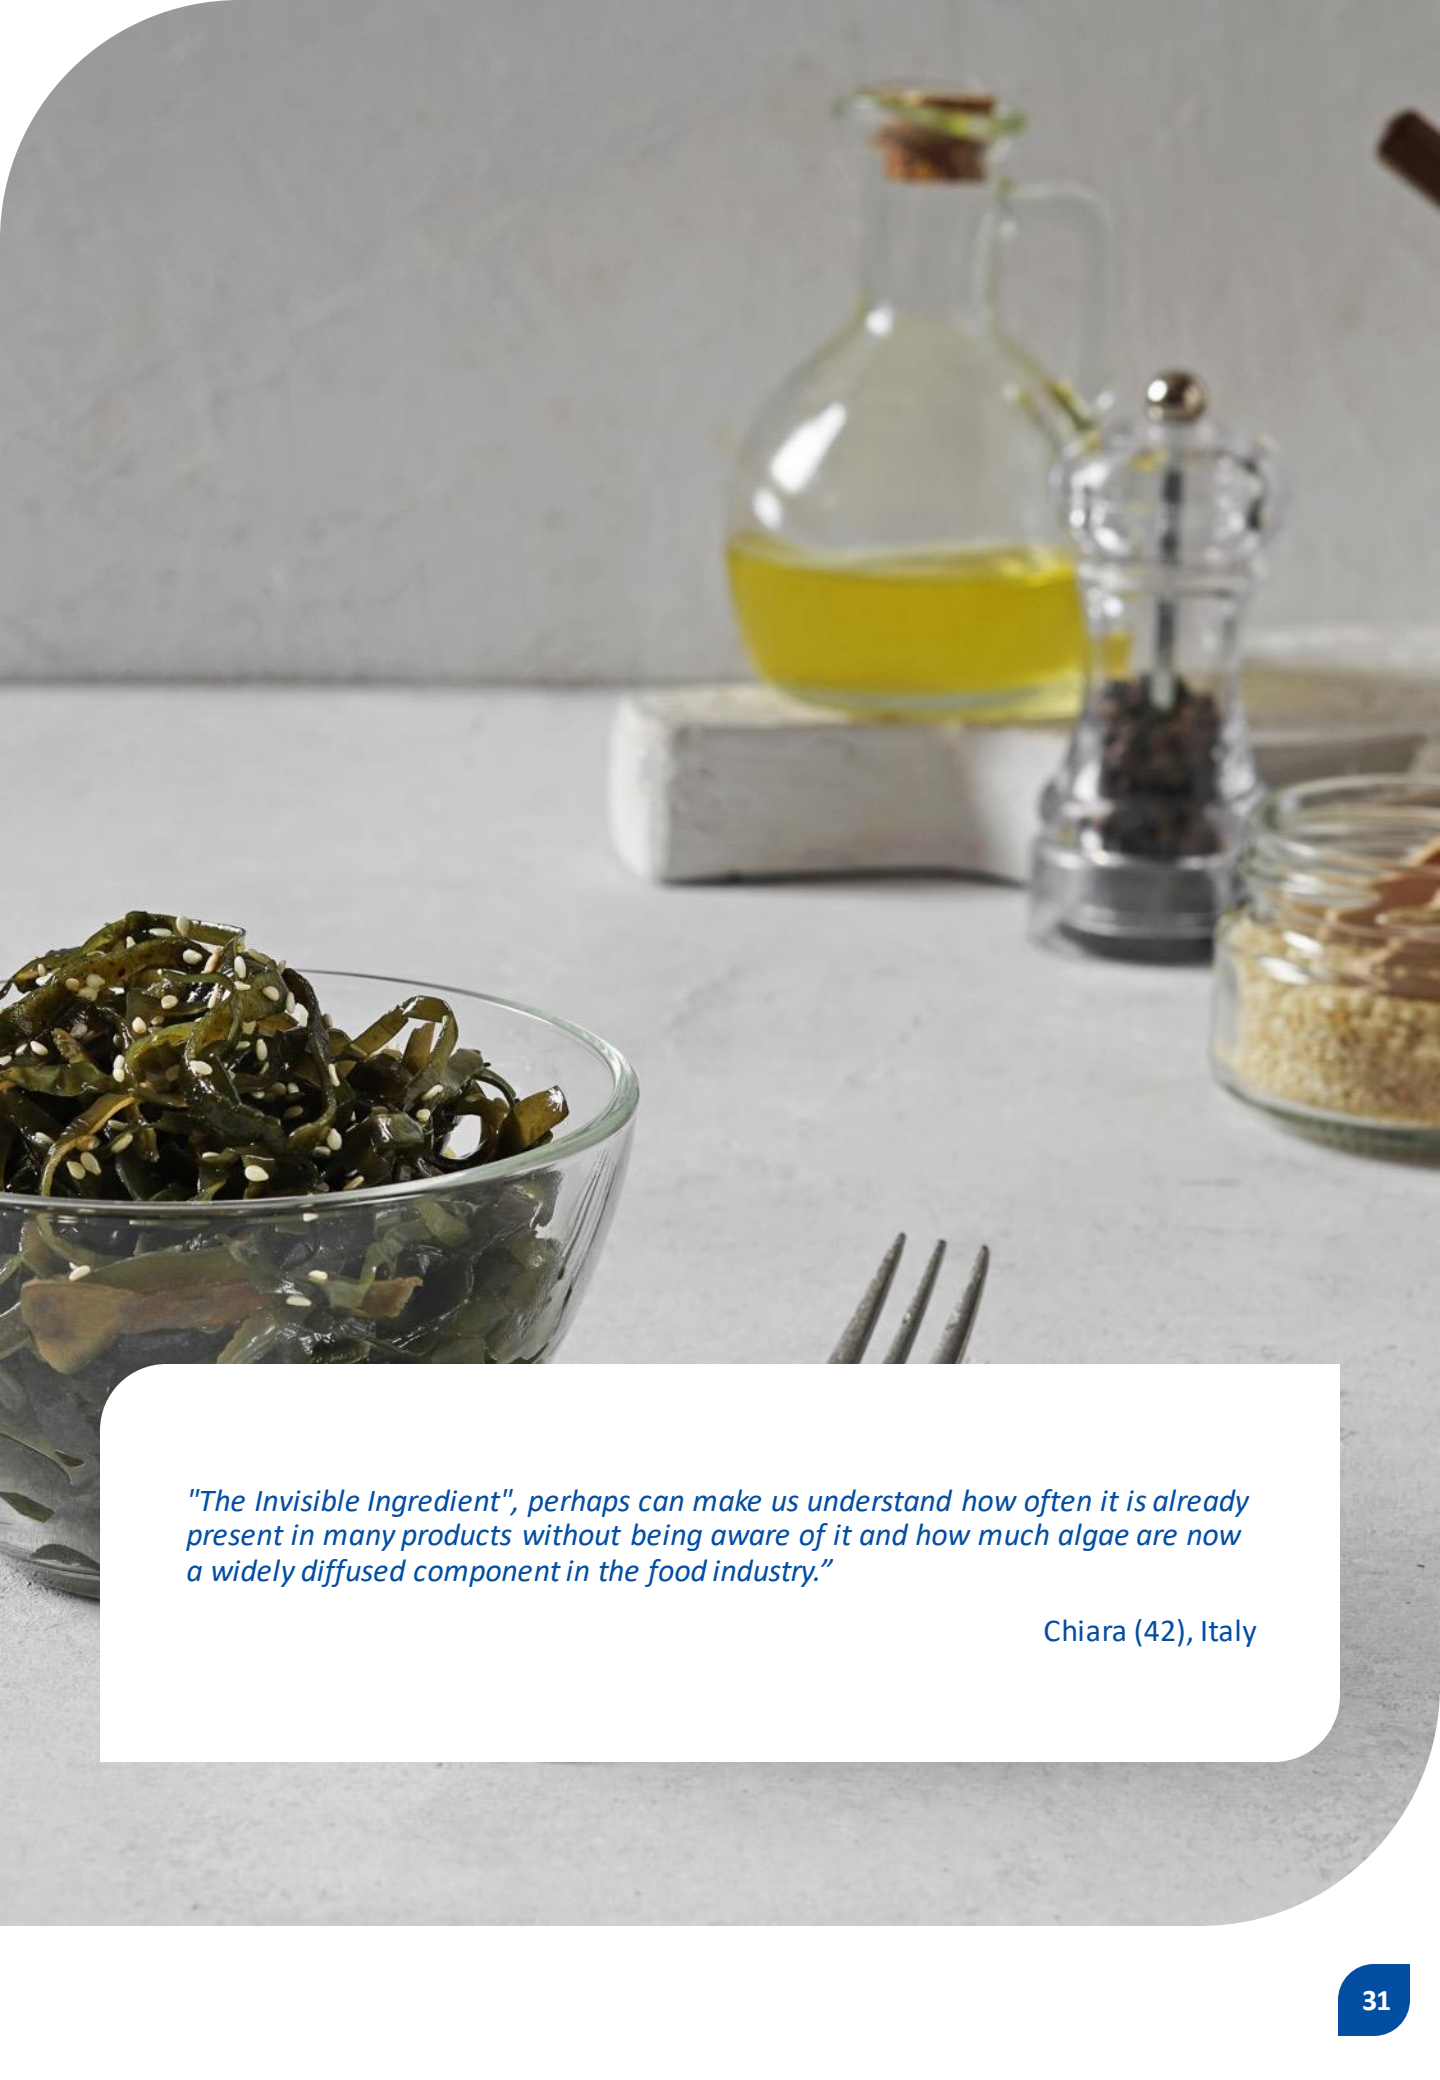 "The Invisible Ingredient", perhaps can make us understand how often it is already
present in many products without being aware of it and how much algae are now
a widely diffused component in the food industry.”
Chiara (42), Italy
31